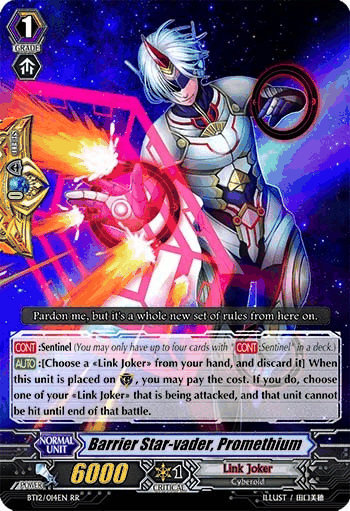 1
GRADE
Pardon me, but it's a whole new set of rules from here on.
CONT :Sentinel (You may only have up to four cards with "CONT :Sentinel" in a deck.)
AUTO :[Choose a «Link Joker» from your hand, and discard it] When
this unit is placed on G, you may pay the cost. If you do, choose
one of your «Link Joker» that is being attacked, and that unit cannot
be hit until end of that battle.
NORMAL UNIT Barrier Star-vader, Promethium
POWER 6000 1 CRITICAL Link Joker
Cyberoid
BT12/014EN RR ILLUST / 田口美穂